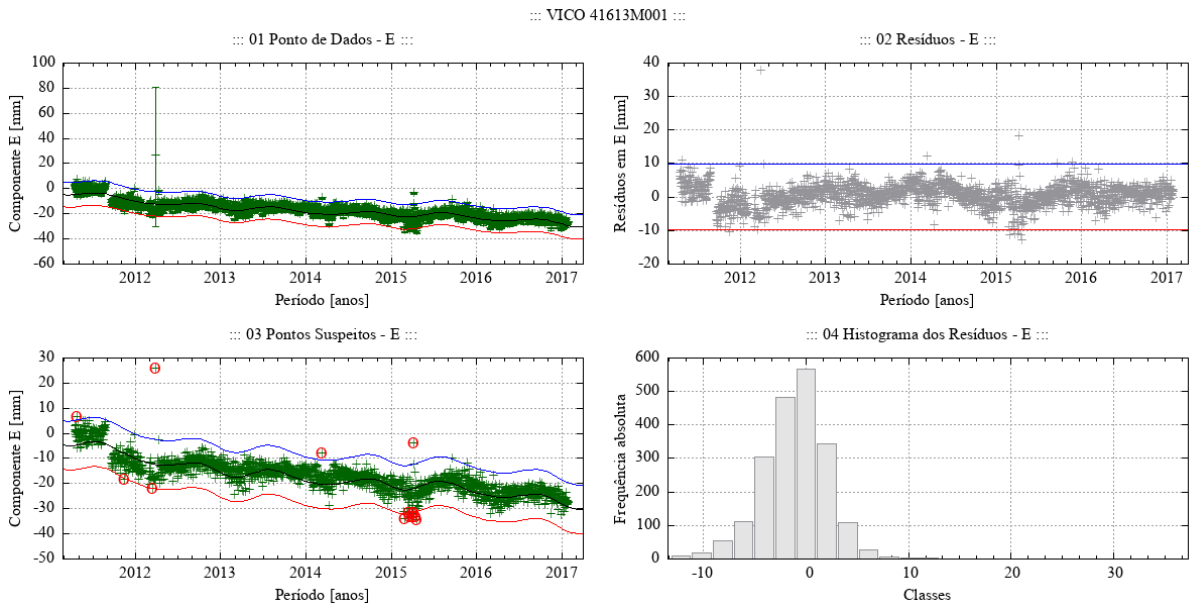 ::: VICO 41613M001 :::
::: 01 Ponto de Dados - E :::
100
80
60
40
20
0
-20
-40
-60
Componente E [mm]
2012 2013 2014 2015 2016 2017
Período [anos]
::: 02 Resíduos - E :::
40
30
20
10
0
-10
-20
Resíduos em E [mm]
2012 2013 2014 2015 2016 2017
Período [anos]
::: 03 Pontos Suspeitos - E :::
30
20
10
0
-10
-20
-30
-40
-50
Componente E [mm]
2012 2013 2014 2015 2016 2017
Período [anos]
::: 04 Histograma dos Resíduos - E :::
600
500
400
300
200
100
0
Frequência absoluta
-10 0 10 20 30
Classes